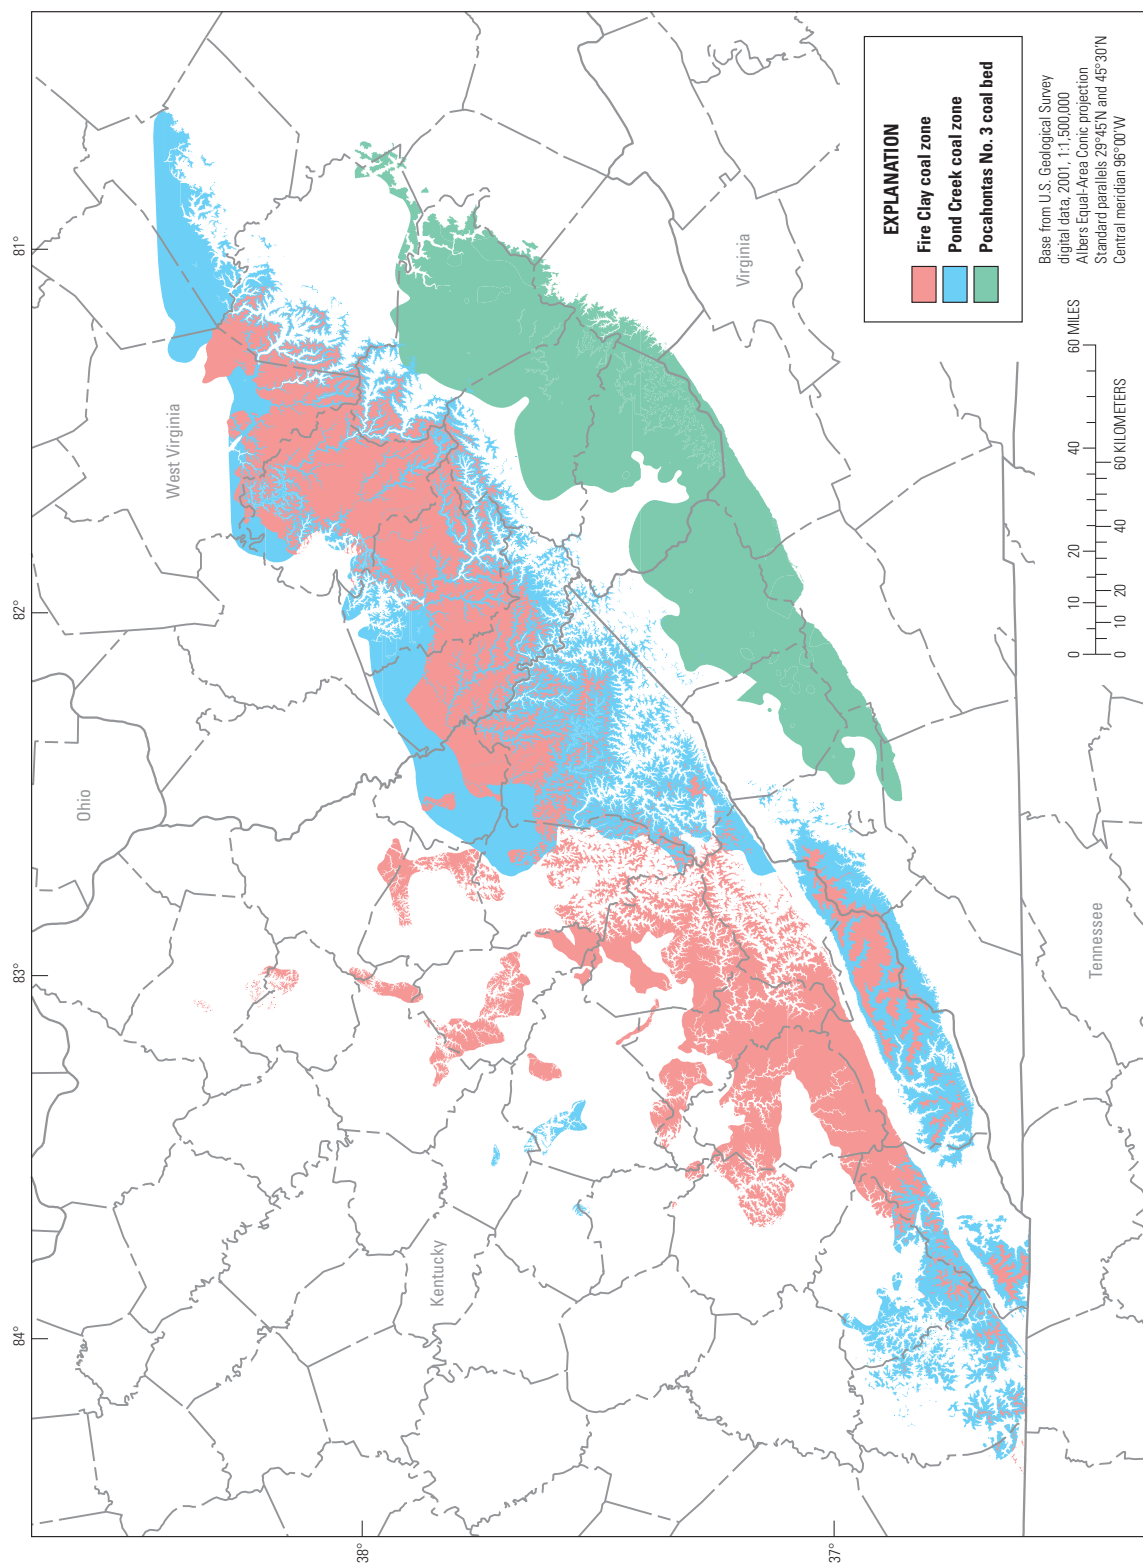 81°
82°
83°
84°
38°
37°
Ohio
West Virginia
Kentucky
Virginia
Tennessee
EXPLANATION
Fire Clay coal zone
Pond Creek coal zone
Pocahontas No. 3 coal bed
0 10 20 40 60 MILES
0 10 20 40 60 KILOMETERS
Base from U.S. Geological Survey
digital data, 2001, 1:1,500,000
Albers Equal-Area Conic projection
Standard parallels 29°45'N and 45°30'N
Central meridian 96°00'W